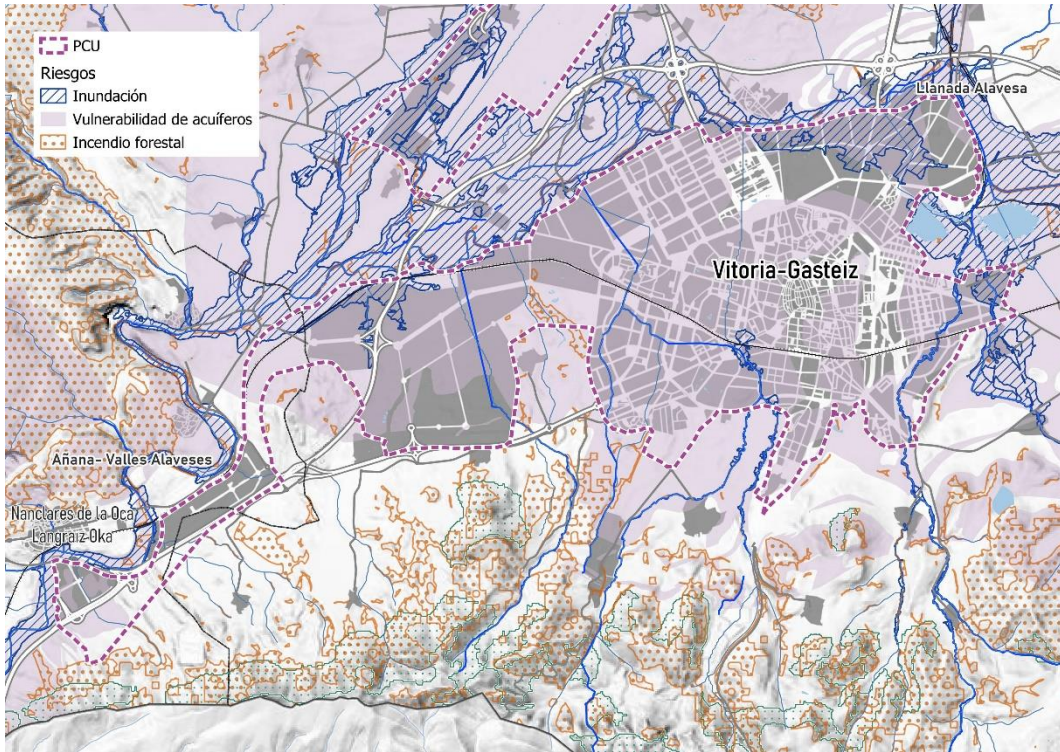 PCU
Riesgos
Inundación
Vulnerabilidad de acuíferos
Incendio forestal
Llanada Alavesa
Vitoria-Gasteiz
Añana- Valles Alaveses
Nanclares de la Oca
Langraiz Oka